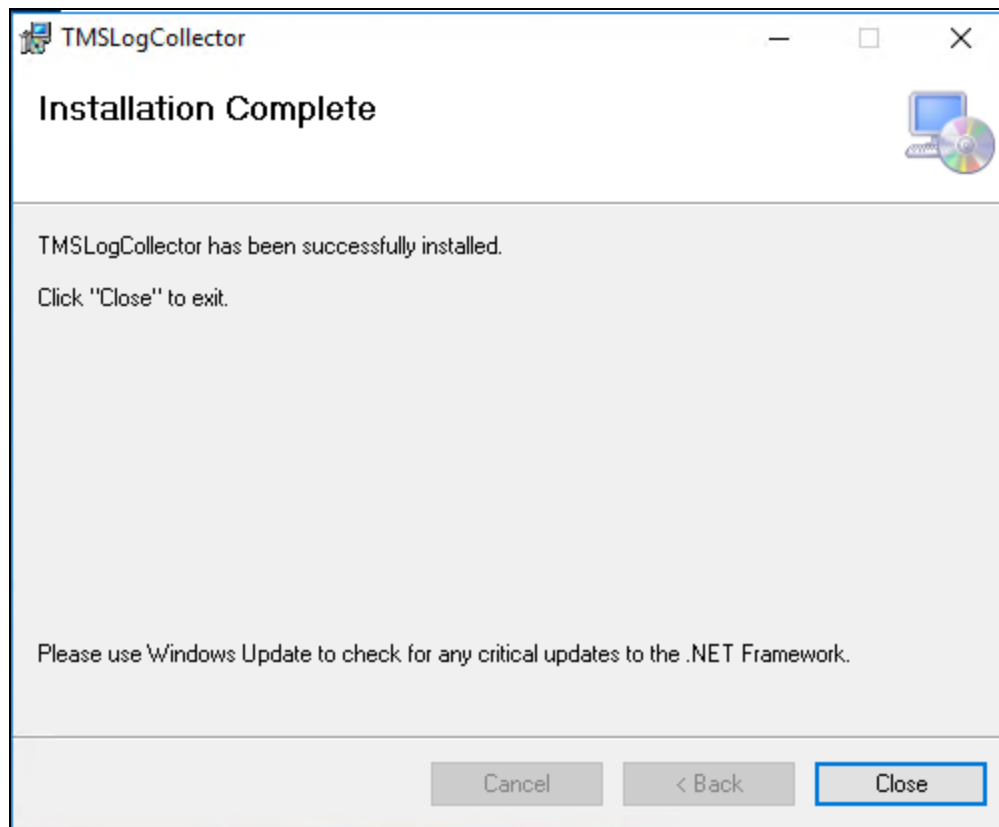 TMSLogCollector
Installation Complete
TMSLogCollector has been successfully installed.
Click "Close" to exit.
Please use Windows Update to check for any critical updates to the .NET Framework.
Cancel
< Back
Close